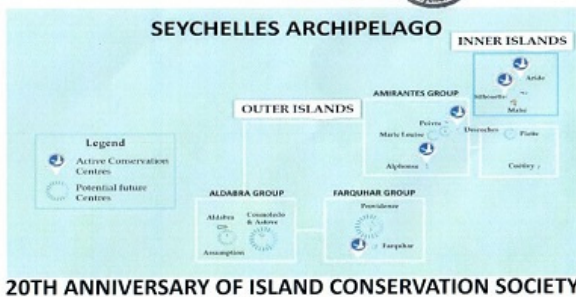 SEYCHELLES ARCHIPELAGO
INNER ISLANDS
Aride
Silhouette
Mahé
AMIRANTES GROUP
OUTER ISLANDS
Poivre
Marie Louise
Desroches
Platte
Alphonse
Coëtivy
Legend
Active Conservation
Centres
Potential future
Centres
ALDABRA GROUP
FARQUHAR GROUP
Aldabra
Cosmoledo
& Astove
Assumption
Providence
Farquhar
20TH ANNIVERSARY OF ISLAND CONSERVATION SOCIETY